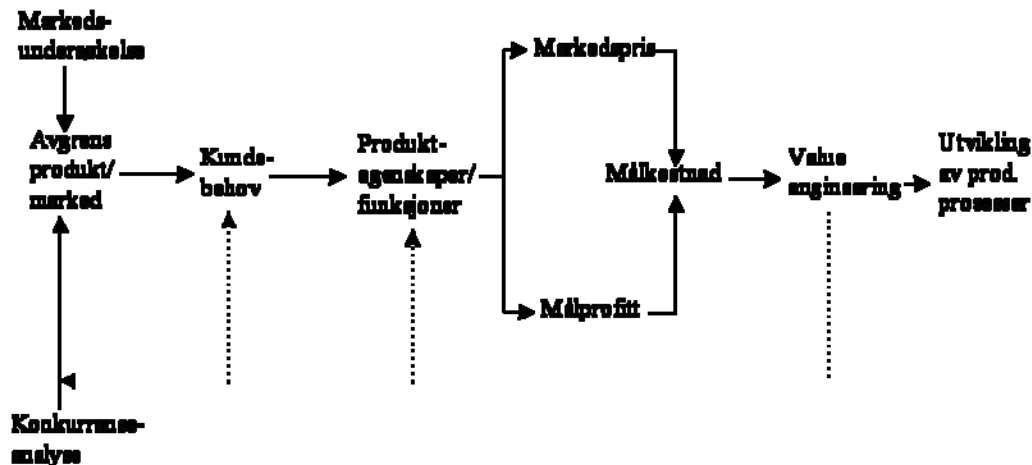 Markeds-
undersøkelse
Avgrens
produkt/
marked
Kunde-
behov
Produkt-
egenskaper/
funksjoner
Markedspris
Målkostnad
Målprofitt
Value
engineering
Utvikling
av prod.
prosesser
Konkurranse-
analyse